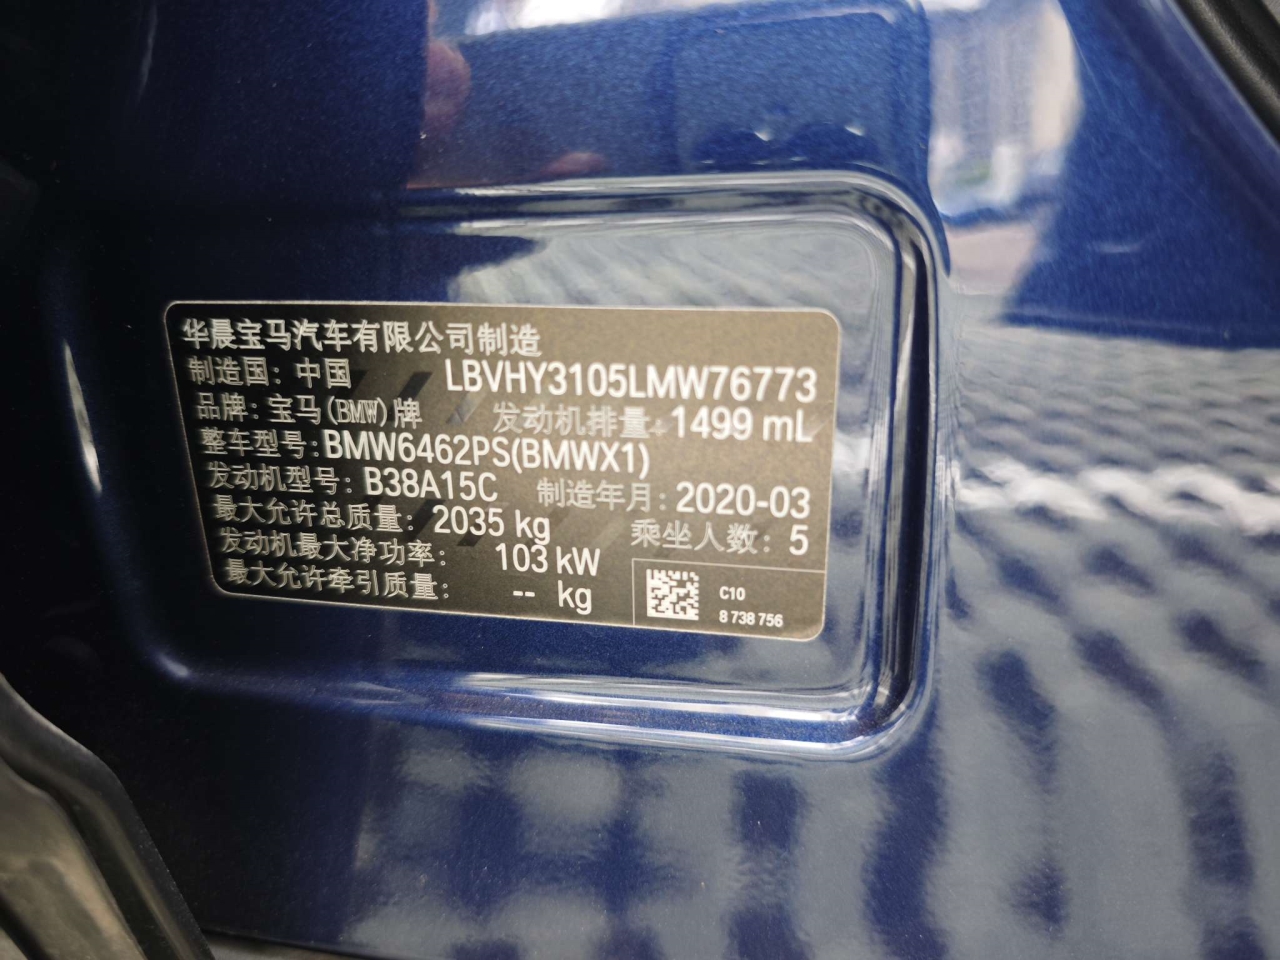 华晨宝马汽车有限公司制造
制造国：中国 LBVHY3105LMW76773
品牌：宝马(BMW)牌 发动机排量：1499 mL
整车型号：BMW6462PS(BMWX1)
发动机型号：B38A15C 制造年月：2020-03
最大允许总质量：2035 kg 乘坐人数：5
发动机最大净功率：103 kW
最大允许牵引质量：-- kg
C10
8 738 756